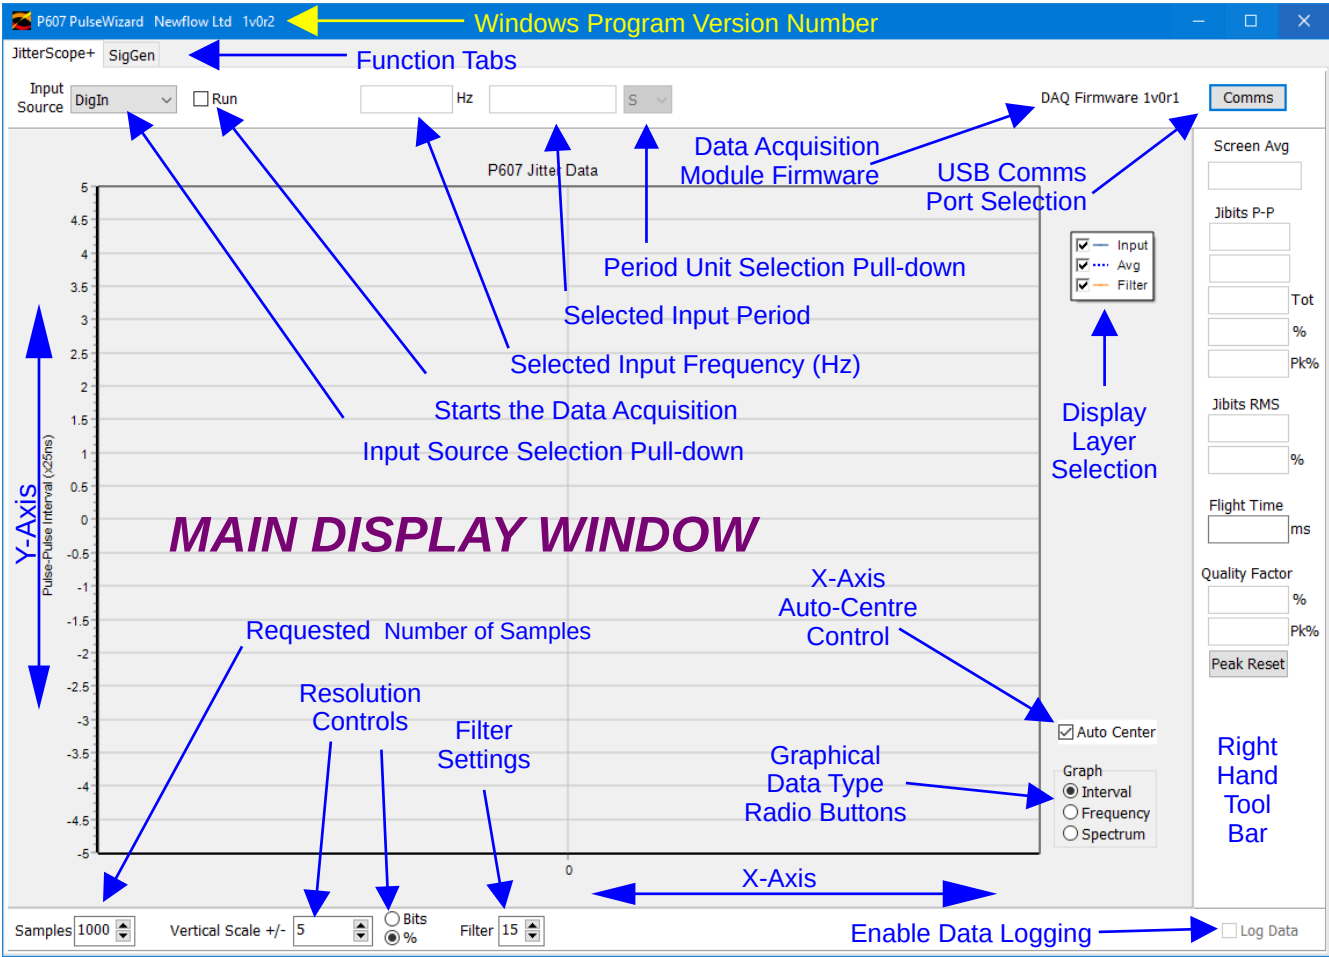 P607 PulseWizard   Newflow Ltd   1v0r2
Windows Program Version Number
JitterScope+
SigGen
Function Tabs
Input
Source
DigIn
Run
Hz
S
DAQ Firmware 1v0r1
Comms
Data Acquisition
Module Firmware
USB Comms
Port Selection
P607 Jitter Data
Screen Avg
Jibits P-P
Tot
%
Pk%
Jibits RMS
%
Flight Time
ms
Quality Factor
%
Pk%
Peak Reset
Input
Avg
Filter
Period Unit Selection Pull-down
Selected Input Period
Selected Input Frequency (Hz)
Starts the Data Acquisition
Input Source Selection Pull-down
Display
Layer
Selection
5
4.5
4
3.5
3
2.5
2
1.5
1
0.5
0
-0.5
-1
-1.5
-2
-2.5
-3
-3.5
-4
-4.5
-5
Y-Axis
Pulse-Pulse Interval (x25ns)
MAIN DISPLAY WINDOW
X-Axis
Auto-Centre
Control
Requested Number of Samples
Resolution
Controls
Filter
Settings
Graphical
Data Type
Radio Buttons
Auto Center
Graph
Interval
Frequency
Spectrum
Right
Hand
Tool
Bar
0
X-Axis
Samples 1000
Vertical Scale +/- 5
Bits
%
Filter 15
Enable Data Logging
Log Data